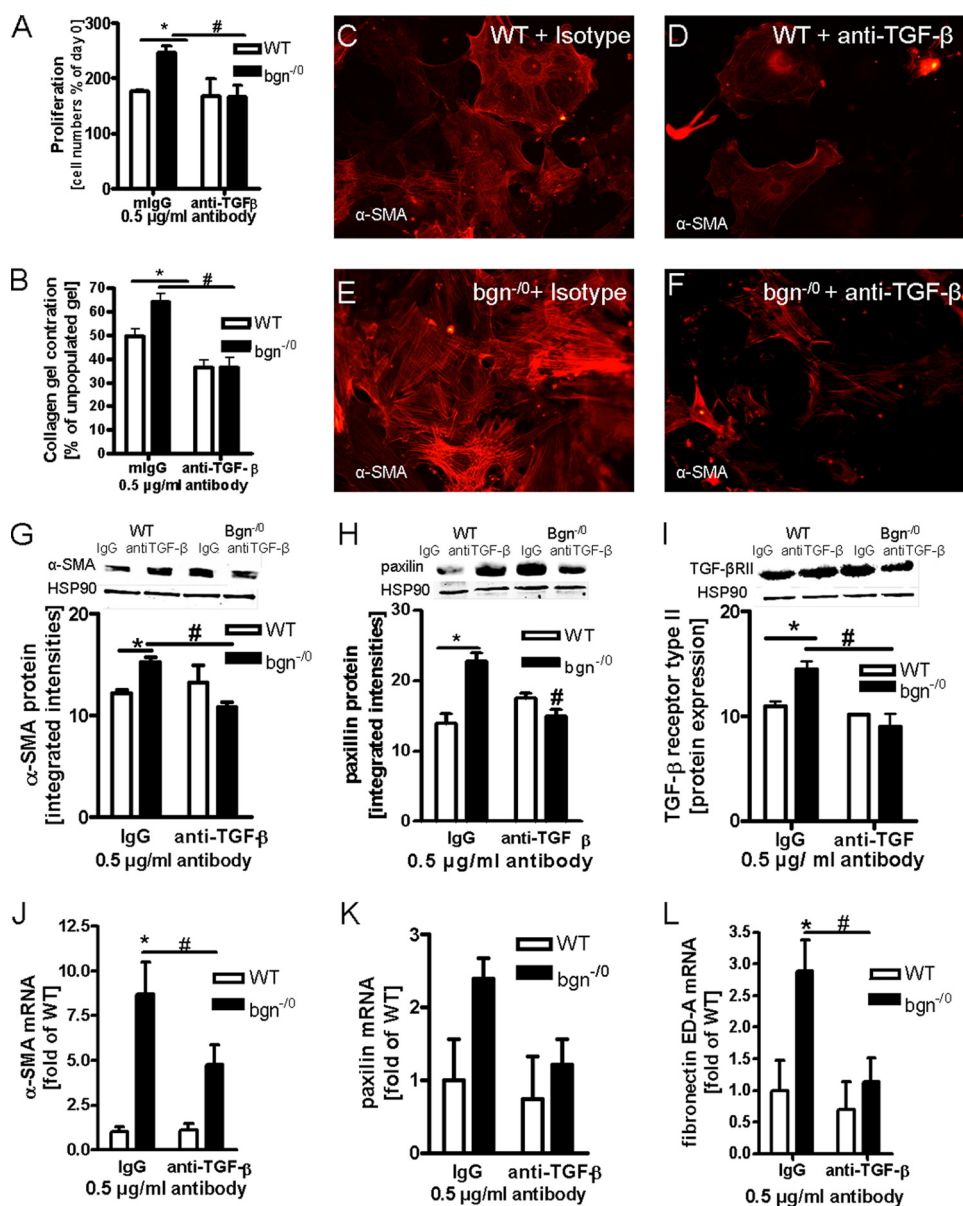 A
Proliferation
[cell numbers % of day 0]
300
200
100
0
*
#
WT
bgn-/0
mIgG
anti-TGFβ
0.5 µg/ml antibody
B
Collagen gel contration
[% of unpopulated gel]
70
60
50
40
30
20
10
0
*
#
WT
bgn-/0
mIgG
anti-TGF-β
0.5 µg/ml antibody
C
WT + Isotype
α-SMA
D
WT + anti-TGF-β
α-SMA
E
bgn-/0+ Isotype
α-SMA
F
bgn-/0 + anti-TGF-β
α-SMA
G
WT
Bgn-/0
IgG antiTGF-β IgG antiTGF-β
α-SMA
HSP90
α-SMA protein
[integrated intensities]
20
10
0
*
#
WT
bgn-/0
IgG
anti-TGF-β
0.5 µg/ml antibody
H
WT
Bgn-/0
IgG antiTGF-β IgG antiTGF-β
paxilin
HSP90
paxillin protein
[integrated intensities]
30
20
10
0
*
#
WT
bgn-/0
IgG
anti-TGF β
0.5 µg/ml antibody
I
WT
Bgn-/0
IgG antiTGF-β IgG antiTGF-β
TGF-βRII
HSP90
TGF-β receptor type II
[protein expression]
20
10
0
*
#
WT
bgn-/0
IgG
anti-TGF
0.5 µg/ ml antibody
J
α-SMA mRNA
[fold of WT]
12.5
10.0
7.5
5.0
2.5
0.0
*
#
WT
bgn-/0
IgG
anti-TGF-β
0.5 µg/ml antibody
K
paxilin mRNA
[fold of WT]
4
3
2
1
0
WT
bgn-/0
IgG
anti-TGF-β
0.5 µg/ml antibody
L
fibronectin ED-A mRNA
[fold of WT]
3.5
3.0
2.5
2.0
1.5
1.0
0.5
0.0
*
#
WT
bgn-/0
IgG
anti-TGF-β
0.5 µg/ml antibody